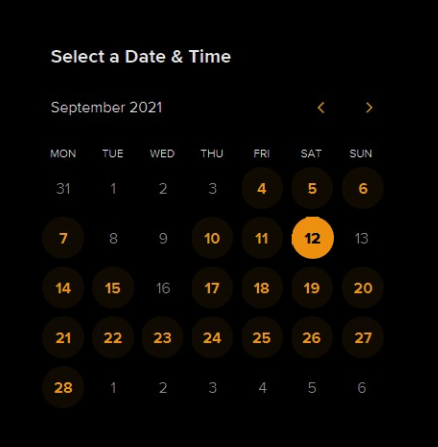 Select a Date & Time
September 2021
MON TUE WED THU FRI SAT SUN
31 1 2 3 4 5 6
7 8 9 10 11 12 13
14 15 16 17 18 19 20
21 22 23 24 25 26 27
28 1 2 3 4 5 6